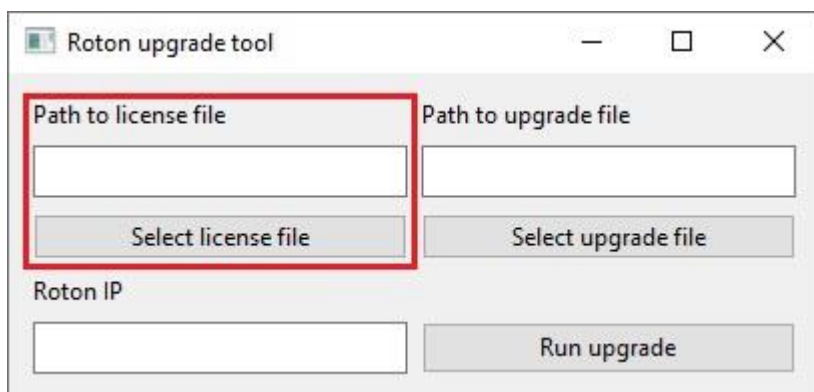 Roton upgrade tool
Path to license file
Path to upgrade file
Select license file
Select upgrade file
Roton IP
Run upgrade